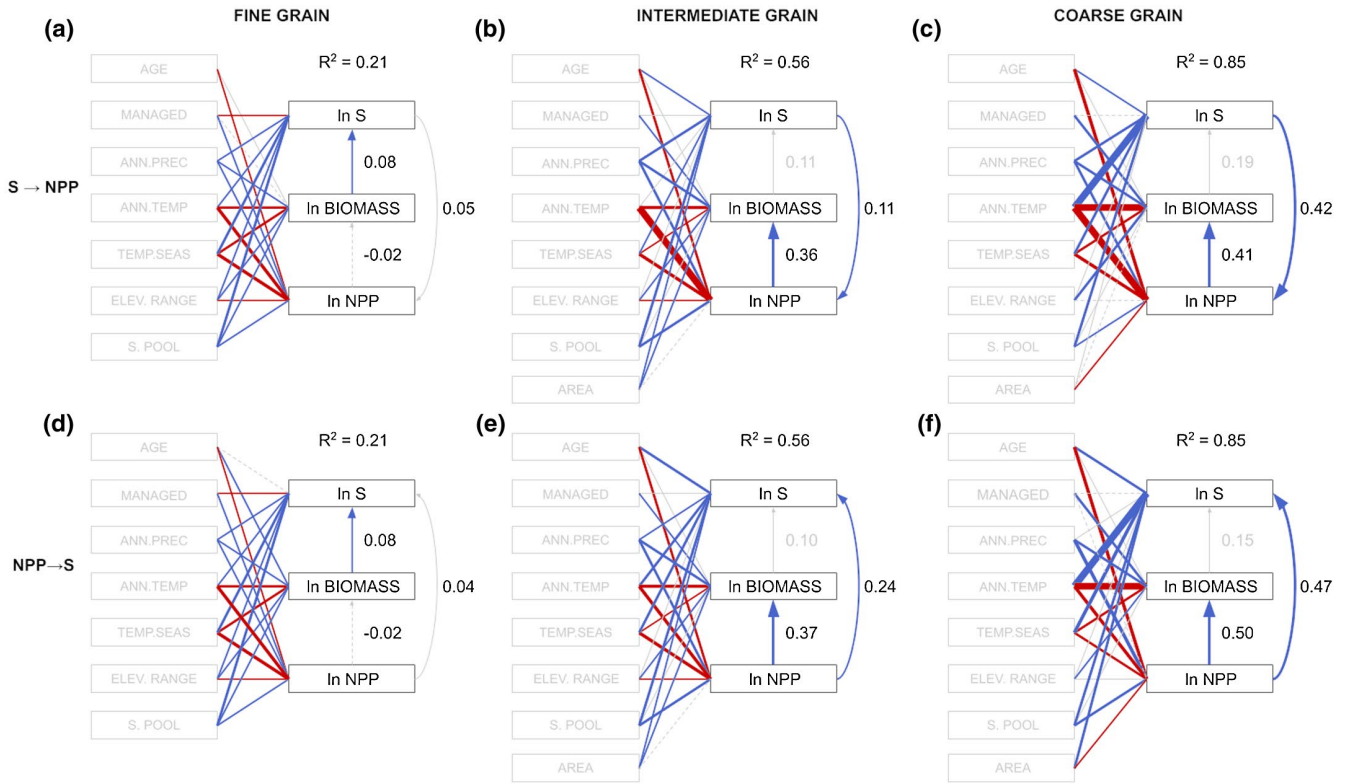 FINE GRAIN
INTERMEDIATE GRAIN
COARSE GRAIN
(a)
R² = 0.21
AGE
MANAGED
ANN.PREC
ANN.TEMP
TEMP.SEAS
ELEV. RANGE
S. POOL
ln S
0.08
ln BIOMASS
-0.02
ln NPP
0.05
S → NPP
(b)
R² = 0.56
AGE
MANAGED
ANN.PREC
ANN.TEMP
TEMP.SEAS
ELEV. RANGE
S. POOL
AREA
ln S
0.11
ln BIOMASS
0.36
ln NPP
0.11
(c)
R² = 0.85
AGE
MANAGED
ANN.PREC
ANN.TEMP
TEMP.SEAS
ELEV. RANGE
S. POOL
AREA
ln S
0.19
ln BIOMASS
0.41
ln NPP
0.42
(d)
R² = 0.21
AGE
MANAGED
ANN.PREC
ANN.TEMP
TEMP.SEAS
ELEV. RANGE
S. POOL
ln S
0.08
ln BIOMASS
-0.02
ln NPP
0.04
NPP→S
(e)
R² = 0.56
AGE
MANAGED
ANN.PREC
ANN.TEMP
TEMP.SEAS
ELEV. RANGE
S. POOL
AREA
ln S
0.10
ln BIOMASS
0.37
ln NPP
0.24
(f)
R² = 0.85
AGE
MANAGED
ANN.PREC
ANN.TEMP
TEMP.SEAS
ELEV. RANGE
S. POOL
AREA
ln S
0.15
ln BIOMASS
0.50
ln NPP
0.47